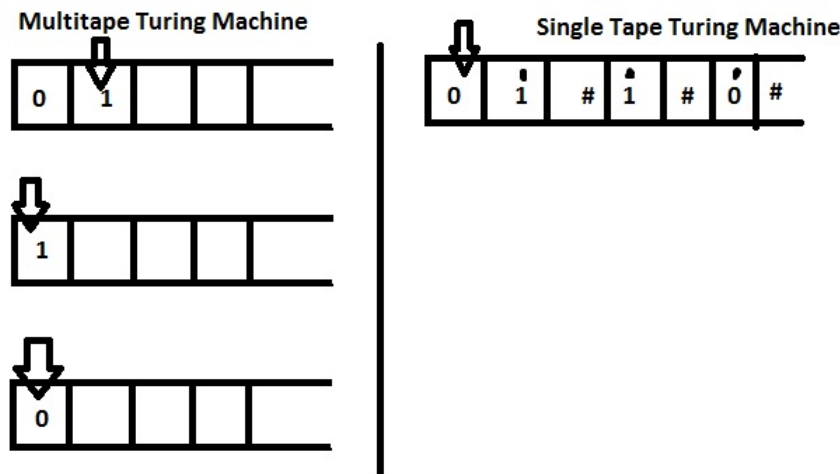 Multitape Turing Machine
Single Tape Turing Machine
0 1
0 1 # 1 # 0 #
1
0